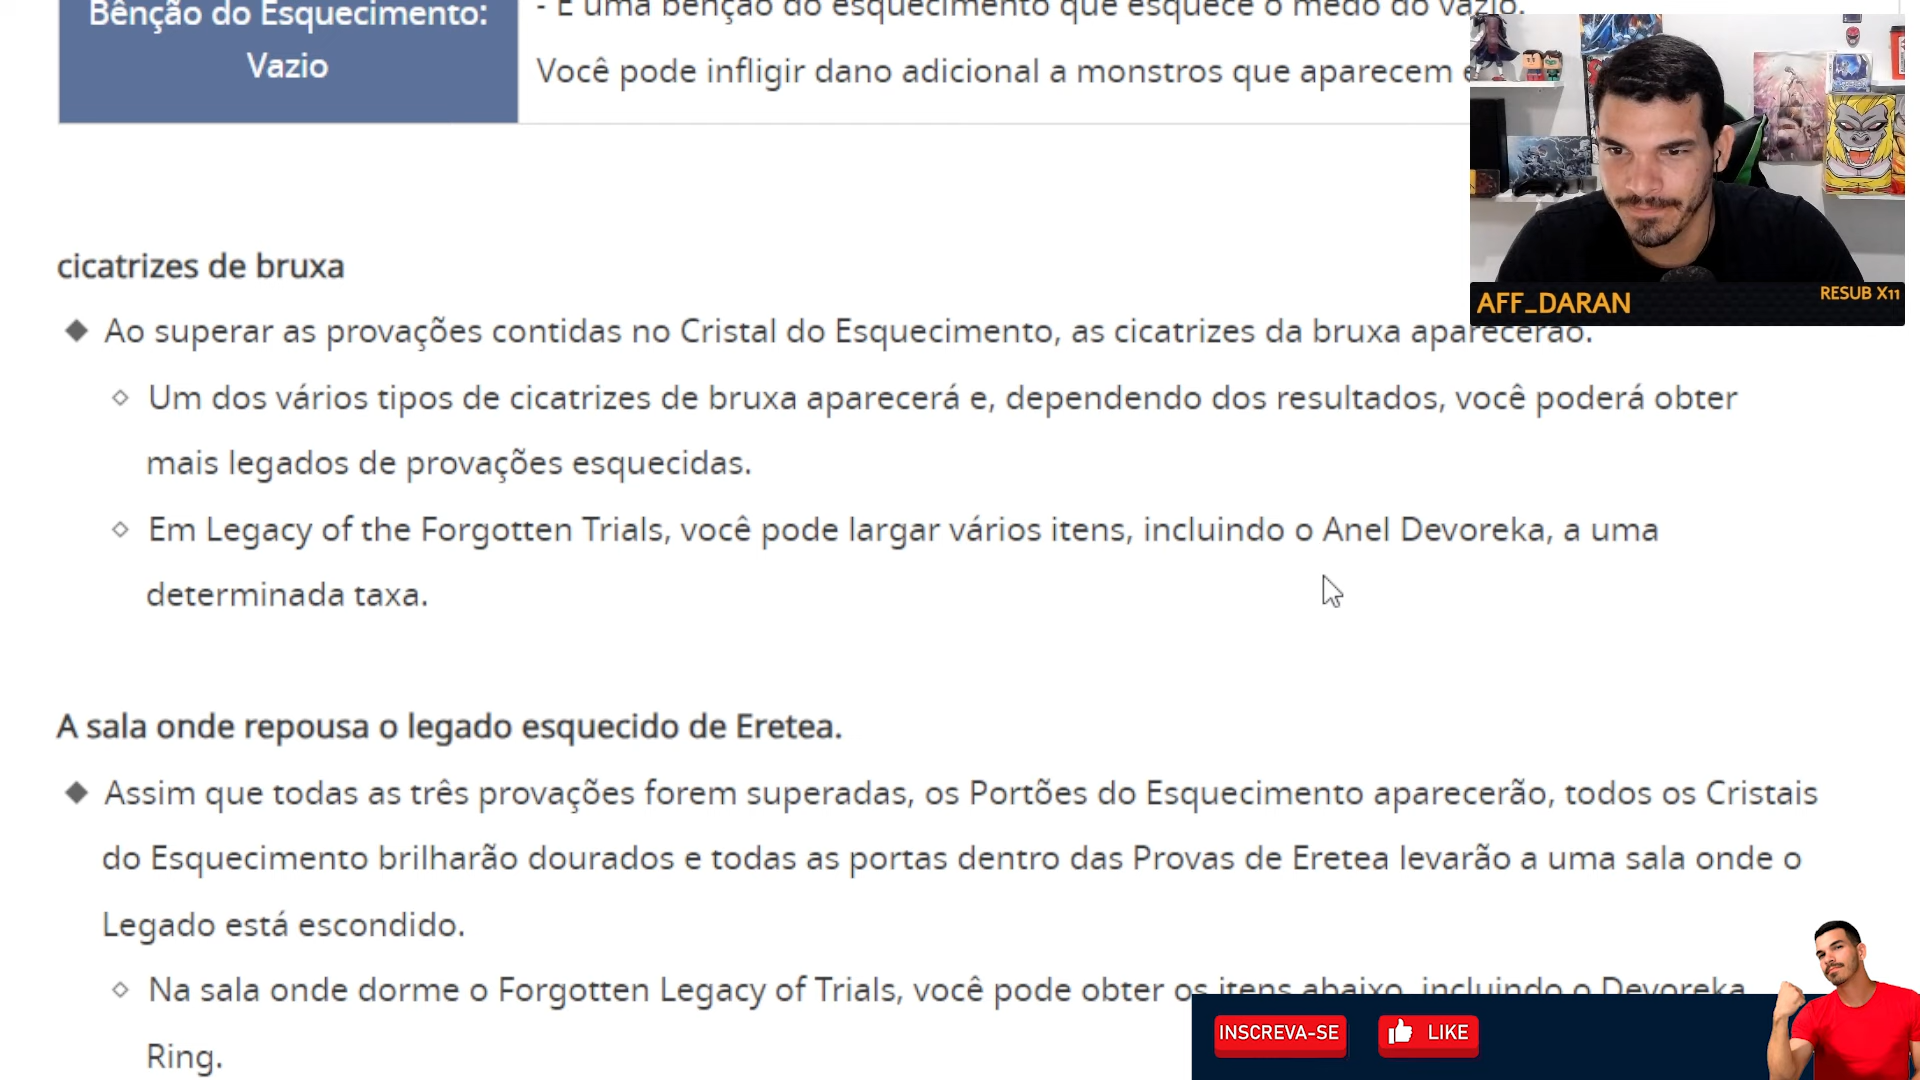 Bênção do Esquecimento:
Vazio
- É uma bênção do esquecimento que esquece o medo do vazio.
Você pode infligir dano adicional a monstros que aparecem
AFF_DARAN
RESUB X11
cicatrizes de bruxa
Ao superar as provações contidas no Cristal do Esquecimento, as cicatrizes da bruxa aparecerão.
Um dos vários tipos de cicatrizes de bruxa aparecerá e, dependendo dos resultados, você poderá obter
mais legados de provações esquecidas.
Em Legacy of the Forgotten Trials, você pode largar vários itens, incluindo o Anel Devoreka, a uma
determinada taxa.
A sala onde repousa o legado esquecido de Eretea.
Assim que todas as três provações forem superadas, os Portões do Esquecimento aparecerão, todos os Cristais
do Esquecimento brilharão dourados e todas as portas dentro das Provas de Eretea levarão a uma sala onde o
Legado está escondido.
Na sala onde dorme o Forgotten Legacy of Trials, você pode obter os itens abaixo, incluindo o Devoreka
Ring.
INSCREVA-SE
LIKE